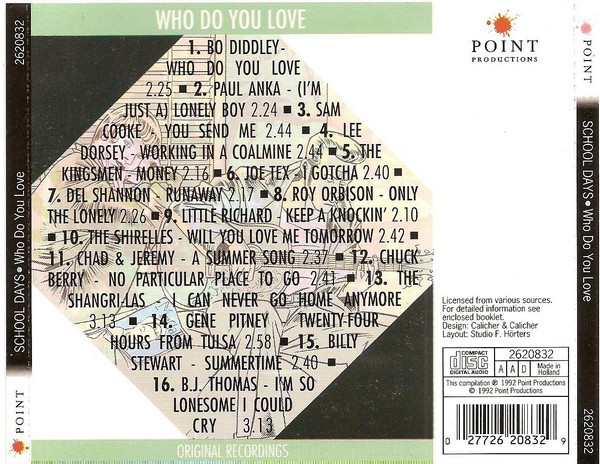 2620832
SCHOOL DAYS • Who Do You Love
POINT
WHO DO YOU LOVE
1. BO DIDDLEY-
WHO DO YOU LOVE
2.25 ■ 2. PAUL ANKA - (I'M
JUST A) LONELY BOY 2.24 ■ 3. SAM
COOKE - YOU SEND ME 2.44 ■ 4. LEE
DORSEY - WORKING IN A COALMINE 2.44 ■ 5. THE
KINGSMEN - MONEY 2.16 ■ 6. JOE TEX - I GOTCHA 2.40 ■
7. DEL SHANNON - RUNAWAY 2.17 ■ 8. ROY ORBISON - ONLY
THE LONELY 2.26 ■ 9. LITTLE RICHARD - KEEP A KNOCKIN' 2.10
■ 10. THE SHIRELLES - WILL YOU LOVE ME TOMORROW 2.42 ■
11. CHAD & JEREMY - A SUMMER SONG 2.37 ■ 12. CHUCK
BERRY - NO PARTICULAR PLACE TO GO 2.41 ■ 13. THE
SHANGRI-LAS - I CAN NEVER GO HOME ANYMORE
3.13 ■ 14. GENE PITNEY - TWENTY-FOUR
HOURS FROM TULSA 2.58 ■ 15. BILLY
STEWART - SUMMERTIME 2.40 ■
16. B.J. THOMAS - I'M SO
LONESOME I COULD
CRY 3.13
ORIGINAL RECORDINGS
POINT
PRODUCTIONS
Licensed from various sources.
For detailed information see
enclosed booklet.
Design: Calicher & Calicher
Layout: Studio F. Hörters
COMPACT
disc
DIGITAL AUDIO
2620832
A A D
Made in
Holland
This compilation ℗ 1992 Point Productions
© 1992 Point Productions
0 27726 20832 9
POINT
SCHOOL DAYS • Who Do You Love
2620832